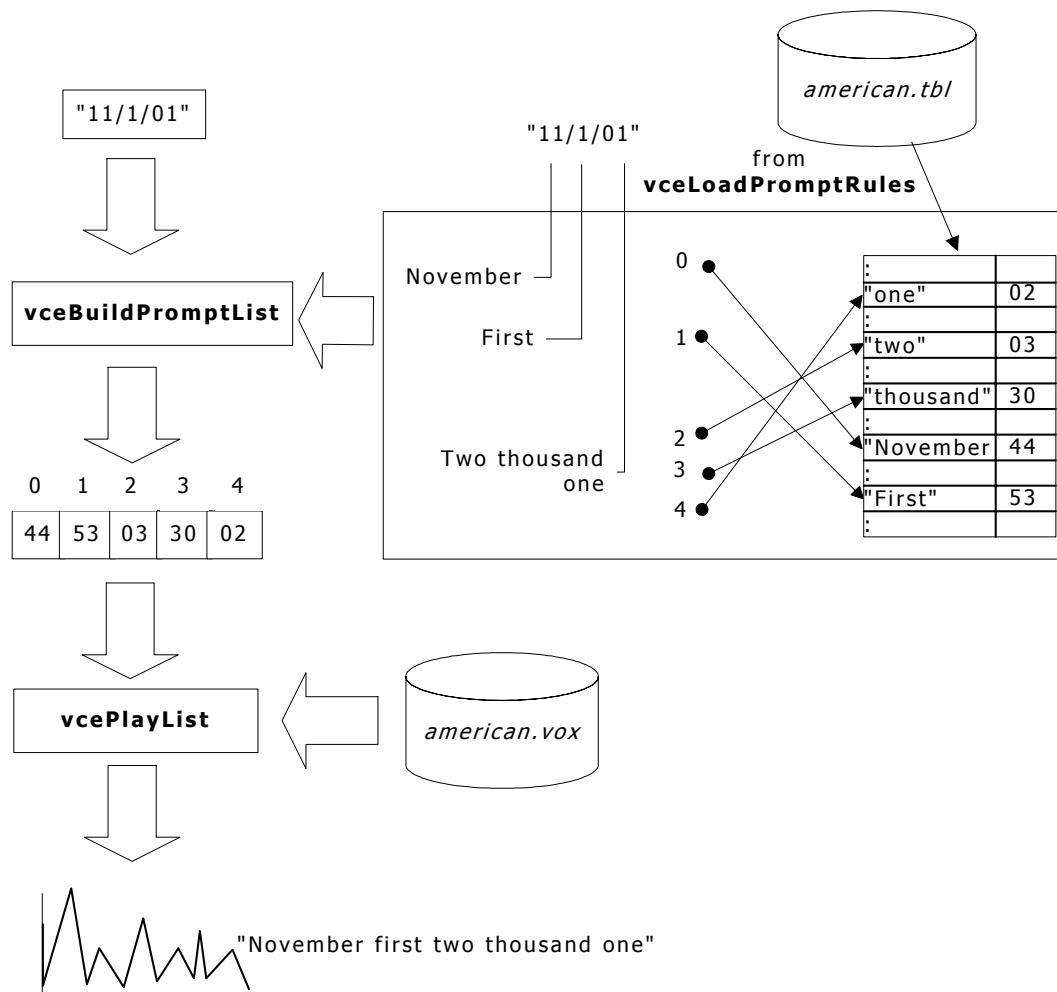 american.tbl
"11/1/01"
"11/1/01"
from
vceLoadPromptRules
November
First
Two thousand
one
0
1
2
3
4
:
"one" 02
:
"two" 03
:
"thousand" 30
:
"November 44
:
"First" 53
:
vceBuildPromptList
0 1 2 3 4
44 53 03 30 02
vcePlayList
american.vox
"November first two thousand one"